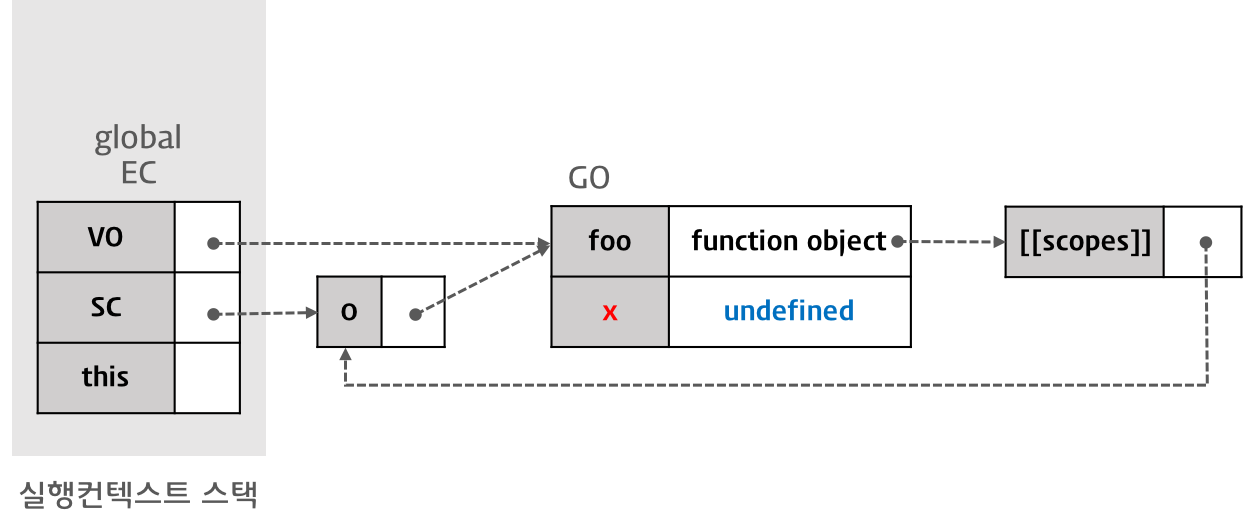 global
EC
VO
SC
this
O
GO
foo
function object
x
undefined
[[scopes]]
실행컨텍스트 스택